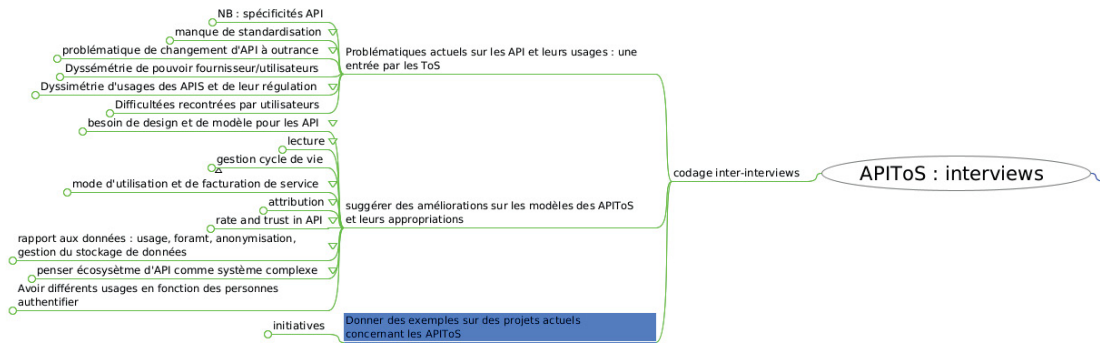 NB : spécificités API
manque de standardisation
problématique de changement d'API à outrance
Dyssémétrie de pouvoir fournisseur/utilisateurs
Dyssimétrie d'usages des APIS et de leur régulation
Difficultées recontrées par utilisateurs
Problématiques actuels sur les API et leurs usages : une
entrée par les ToS
besoin de design et de modèle pour les API
lecture
gestion cycle de vie
mode d'utilisation et de facturation de service
attribution
rate and trust in API
rapport aux données : usage, foramt, anonymisation,
gestion du stockage de données
penser écosysètme d'API comme système complexe
Avoir différents usages en fonction des personnes
authentifier
suggérer des améliorations sur les modèles des APIToS
et leurs appropriations
initiatives
Donner des exemples sur des projets actuels
concernant les APIToS
codage inter-interviews
APIToS : interviews